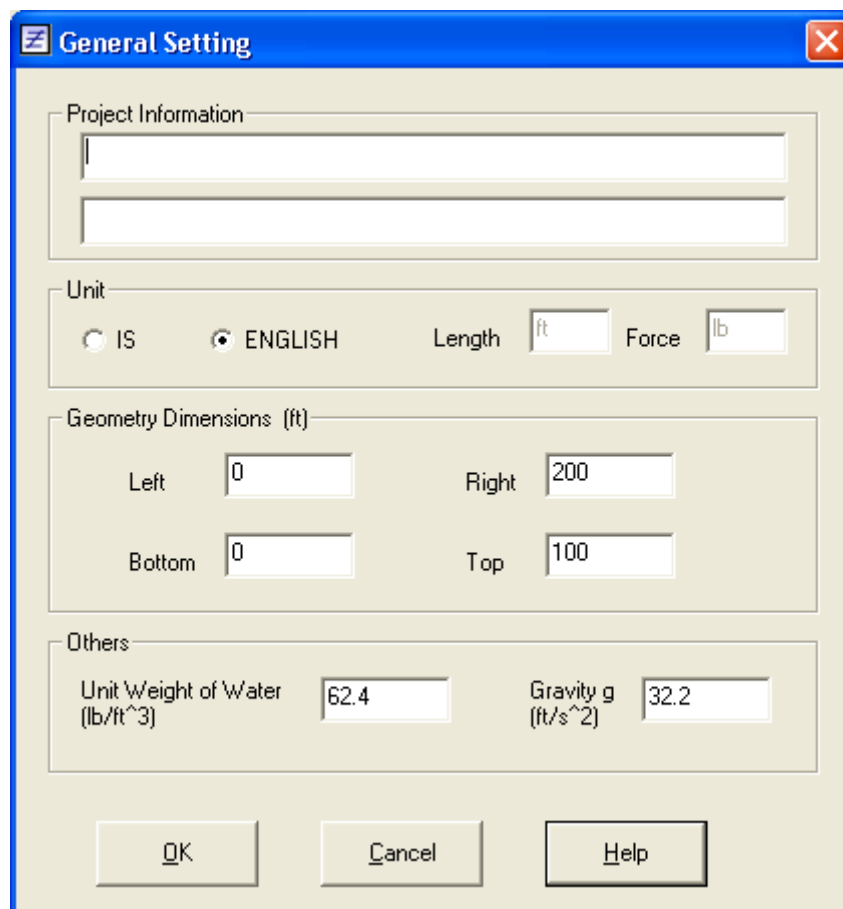 General Setting
Project Information
Unit
IS ENGLISH Length ft Force lb
Geometry Dimensions (ft)
Left 0 Right 200
Bottom 0 Top 100
Others
Unit Weight of Water 62.4 Gravity g 32.2
(lb/ft^3) (ft/s^2)
OK Cancel Help